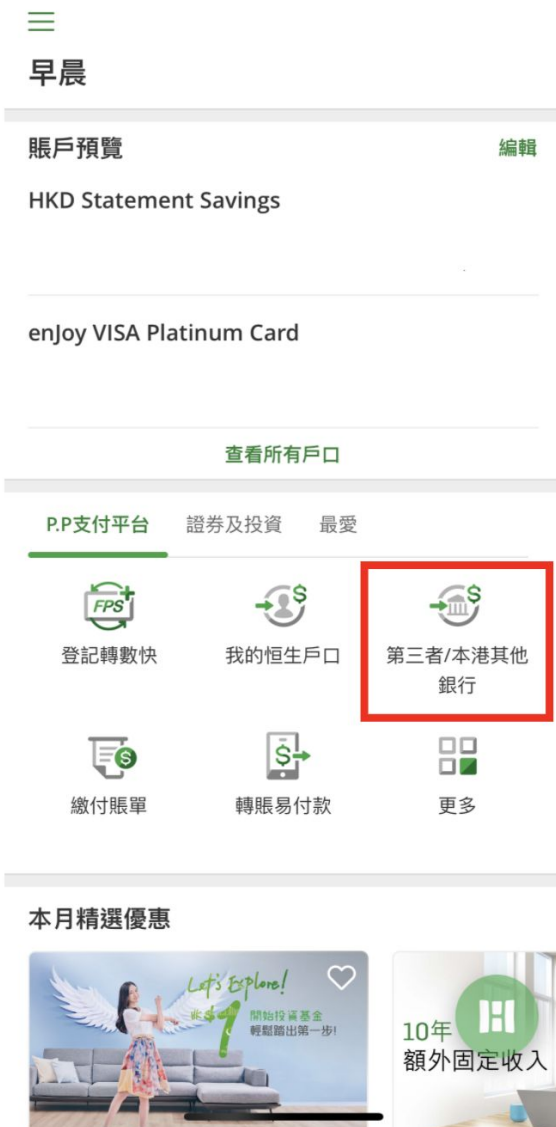 早晨
賬戶預覽 編輯
HKD Statement Savings
enJoy VISA Platinum Card
查看所有戶口
P.P支付平台 證券及投資 最愛
FPS
登記轉數快 我的恒生戶口 第三者/本港其他
銀行
繳付賬單 轉賬易付款 更多
本月精選優惠
Let's Explore!
開始投資基金
輕鬆踏出第一步!
10年
額外固定收入